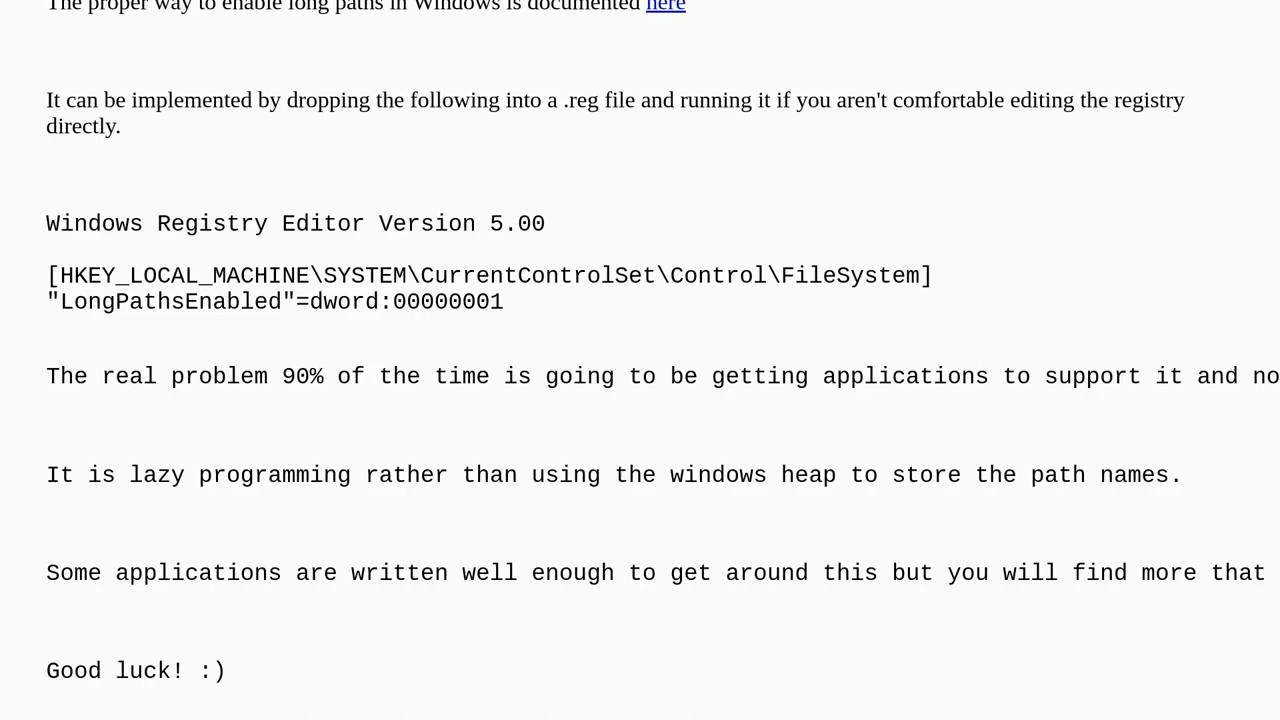 The proper way to enable long paths in Windows is documented here
It can be implemented by dropping the following into a .reg file and running it if you aren't comfortable editing the registry
directly.
Windows Registry Editor Version 5.00
[HKEY_LOCAL_MACHINE\SYSTEM\CurrentControlSet\Control\FileSystem]
"LongPathsEnabled"=dword:00000001
The real problem 90% of the time is going to be getting applications to support it and no
It is lazy programming rather than using the windows heap to store the path names.
Some applications are written well enough to get around this but you will find more that
Good luck! :)